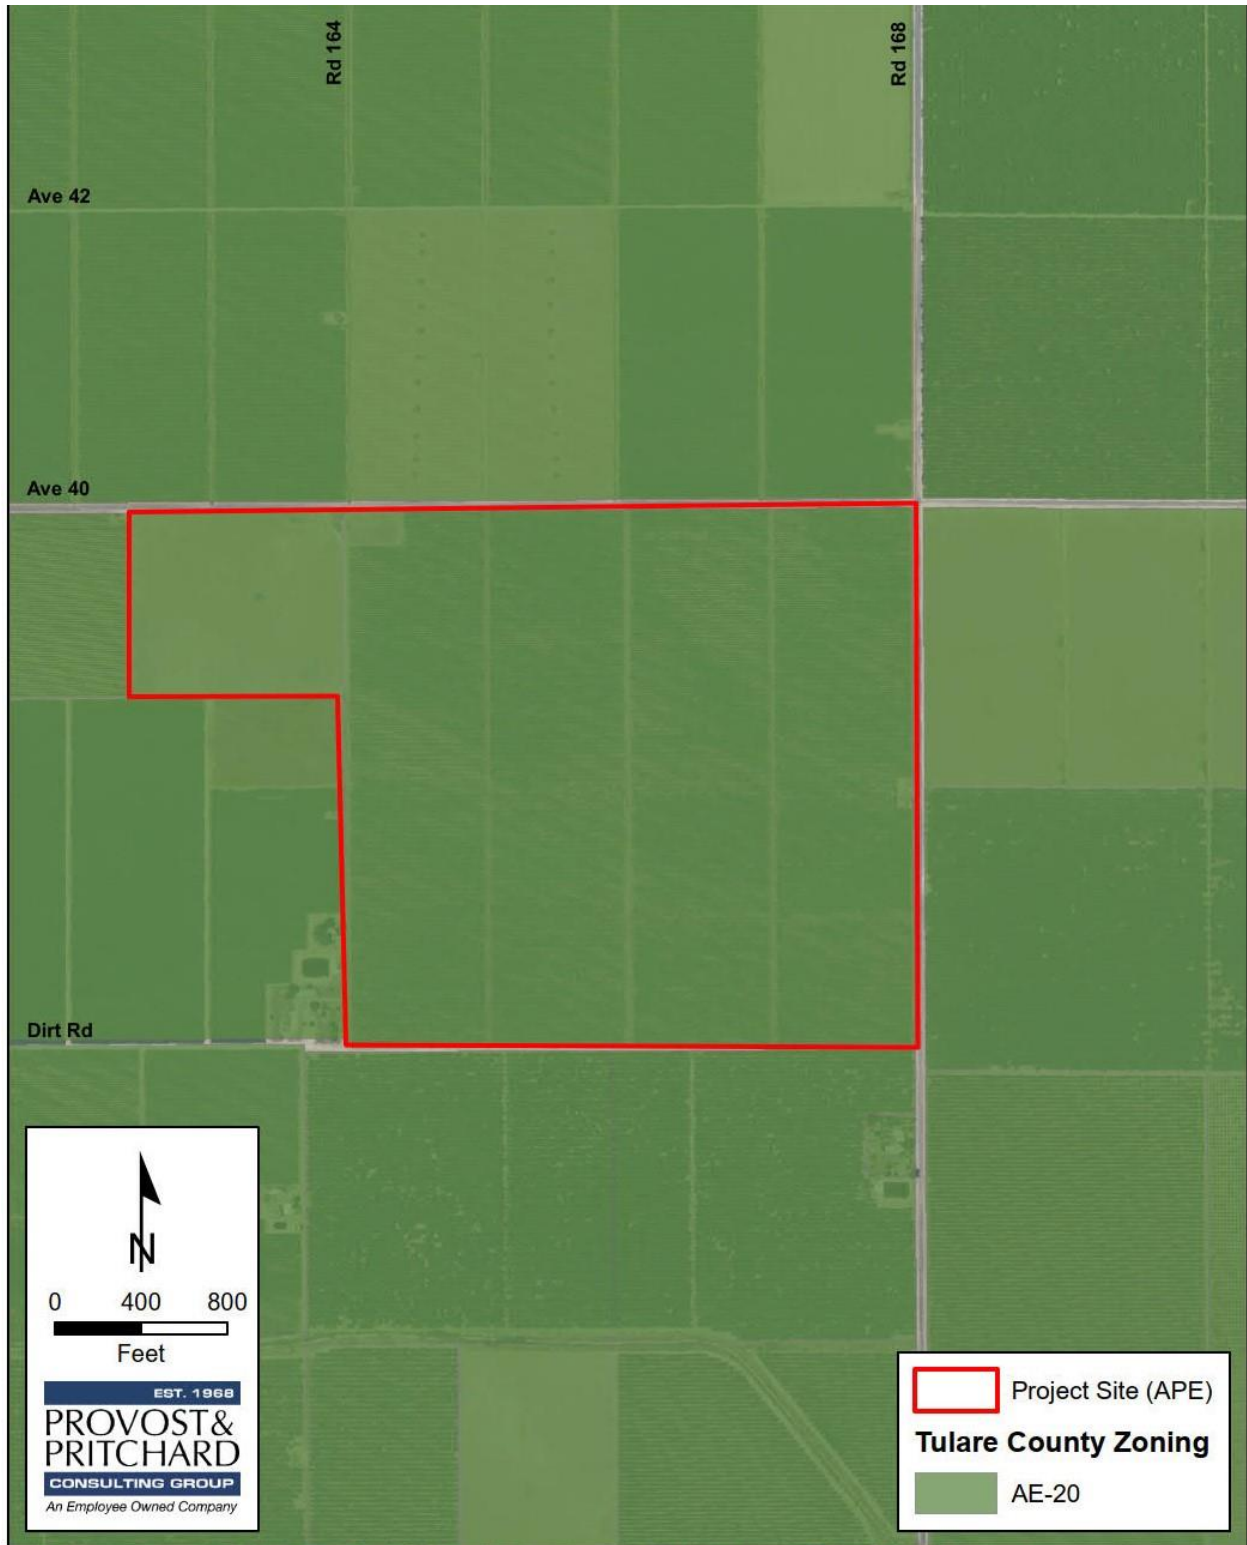 Rd 164
Rd 168
Ave 42
Ave 40
Dirt Rd
N
0 400 800
Feet
EST. 1968
PROVOST&
PRITCHARD
CONSULTING GROUP
An Employee Owned Company
Project Site (APE)
Tulare County Zoning
AE-20